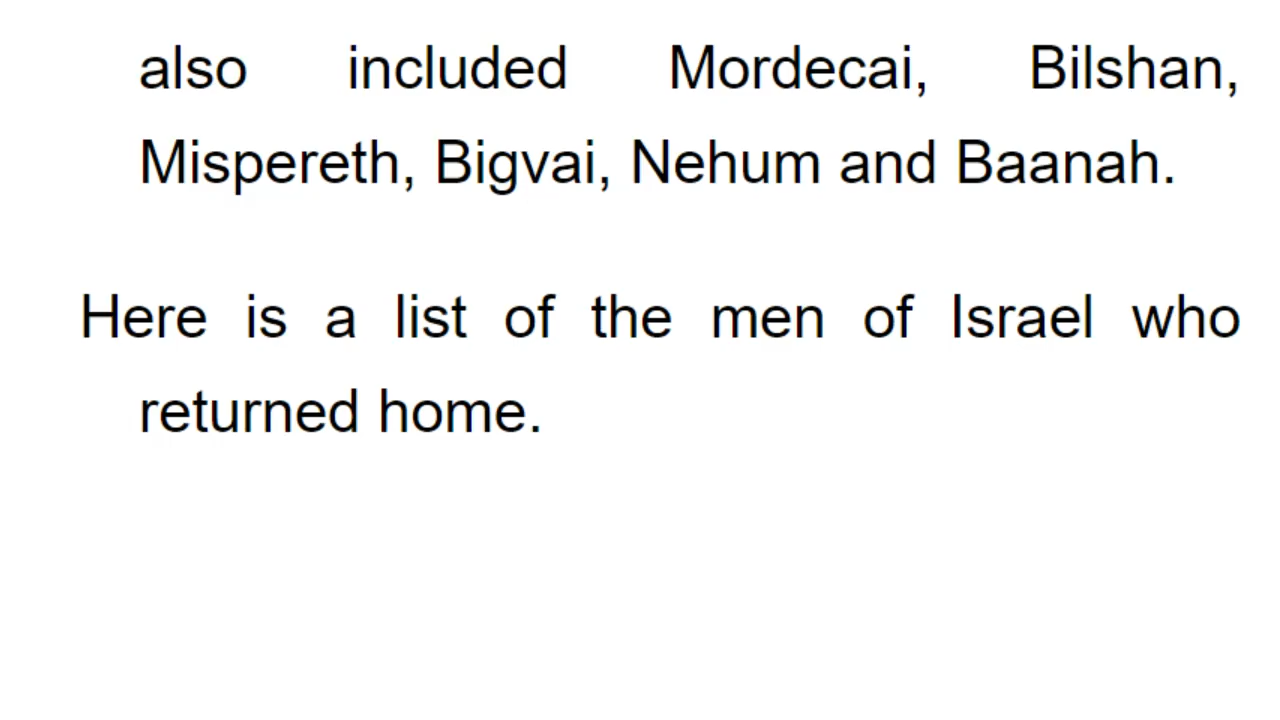 also included Mordecai, Bilshan,
Mispereth, Bigvai, Nehum and Baanah.
Here is a list of the men of Israel who
returned home.